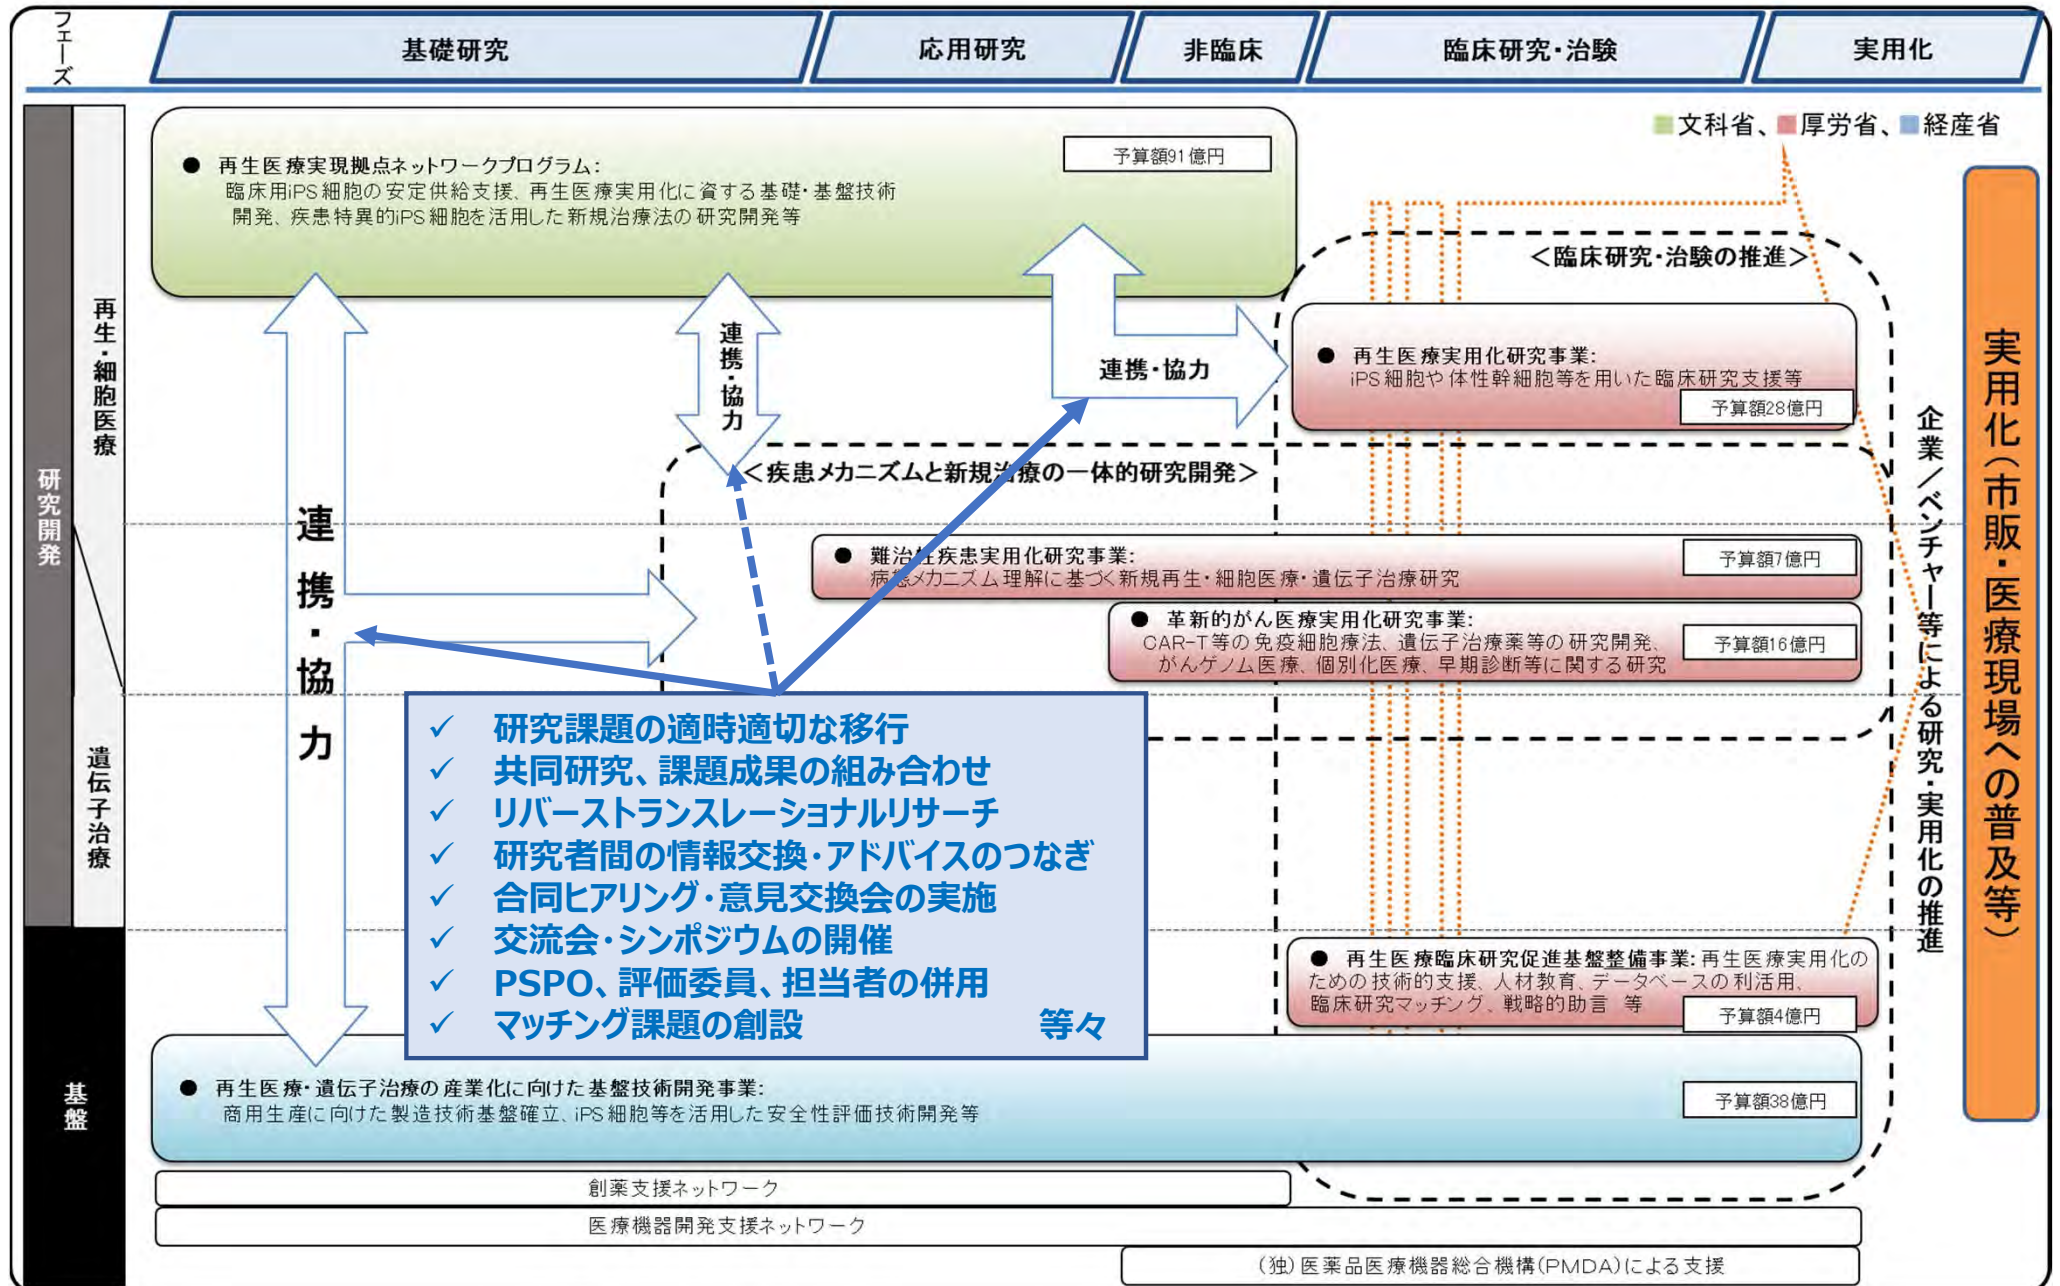 フェーズ
基礎研究
応用研究
非臨床
臨床研究・治験
実用化
■文科省、■厚労省、■経産省
研究開発
再生・細胞医療
遺伝子治療
基盤
● 再生医療実現拠点ネットワークプログラム:
臨床用iPS細胞の安定供給支援、再生医療実用化に資する基礎・基盤技術
開発、疾患特異的iPS細胞を活用した新規治療法の研究開発等
予算額91億円
<臨床研究・治験の推進>
連携・協力
連携・協力
連携・協力
● 再生医療実用化研究事業:
iPS細胞や体性幹細胞等を用いた臨床研究支援等
予算額28億円
<疾患メカニズムと新規治療の一体的研究開発>
● 難治性疾患実用化研究事業:
病態メカニズム理解に基づく新規再生・細胞医療・遺伝子治療研究
予算額7億円
● 革新的がん医療実用化研究事業:
CAR-T等の免疫細胞療法、遺伝子治療薬等の研究開発、
がんゲノム医療、個別化医療、早期診断等に関する研究
予算額16億円
✓ 研究課題の適時適切な移行
✓ 共同研究、課題成果の組み合わせ
✓ リバーストランスレーショナルリサーチ
✓ 研究者間の情報交換・アドバイスのつなぎ
✓ 合同ヒアリング・意見交換会の実施
✓ 交流会・シンポジウムの開催
✓ PSPO、評価委員、担当者の併用
✓ マッチング課題の創設 等々
● 再生医療臨床研究促進基盤整備事業:再生医療実用化の
ための技術的支援、人材教育、データベースの利活用、
臨床研究マッチング、戦略的助言 等
予算額4億円
● 再生医療・遺伝子治療の産業化に向けた基盤技術開発事業:
商用生産に向けた製造技術基盤確立、iPS細胞等を活用した安全性評価技術開発等
予算額38億円
企業/ベンチャー等による研究・実用化の推進
実用化(市販・医療現場への普及等)
創薬支援ネットワーク
医療機器開発支援ネットワーク
(独)医薬品医療機器総合機構(PMDA)による支援